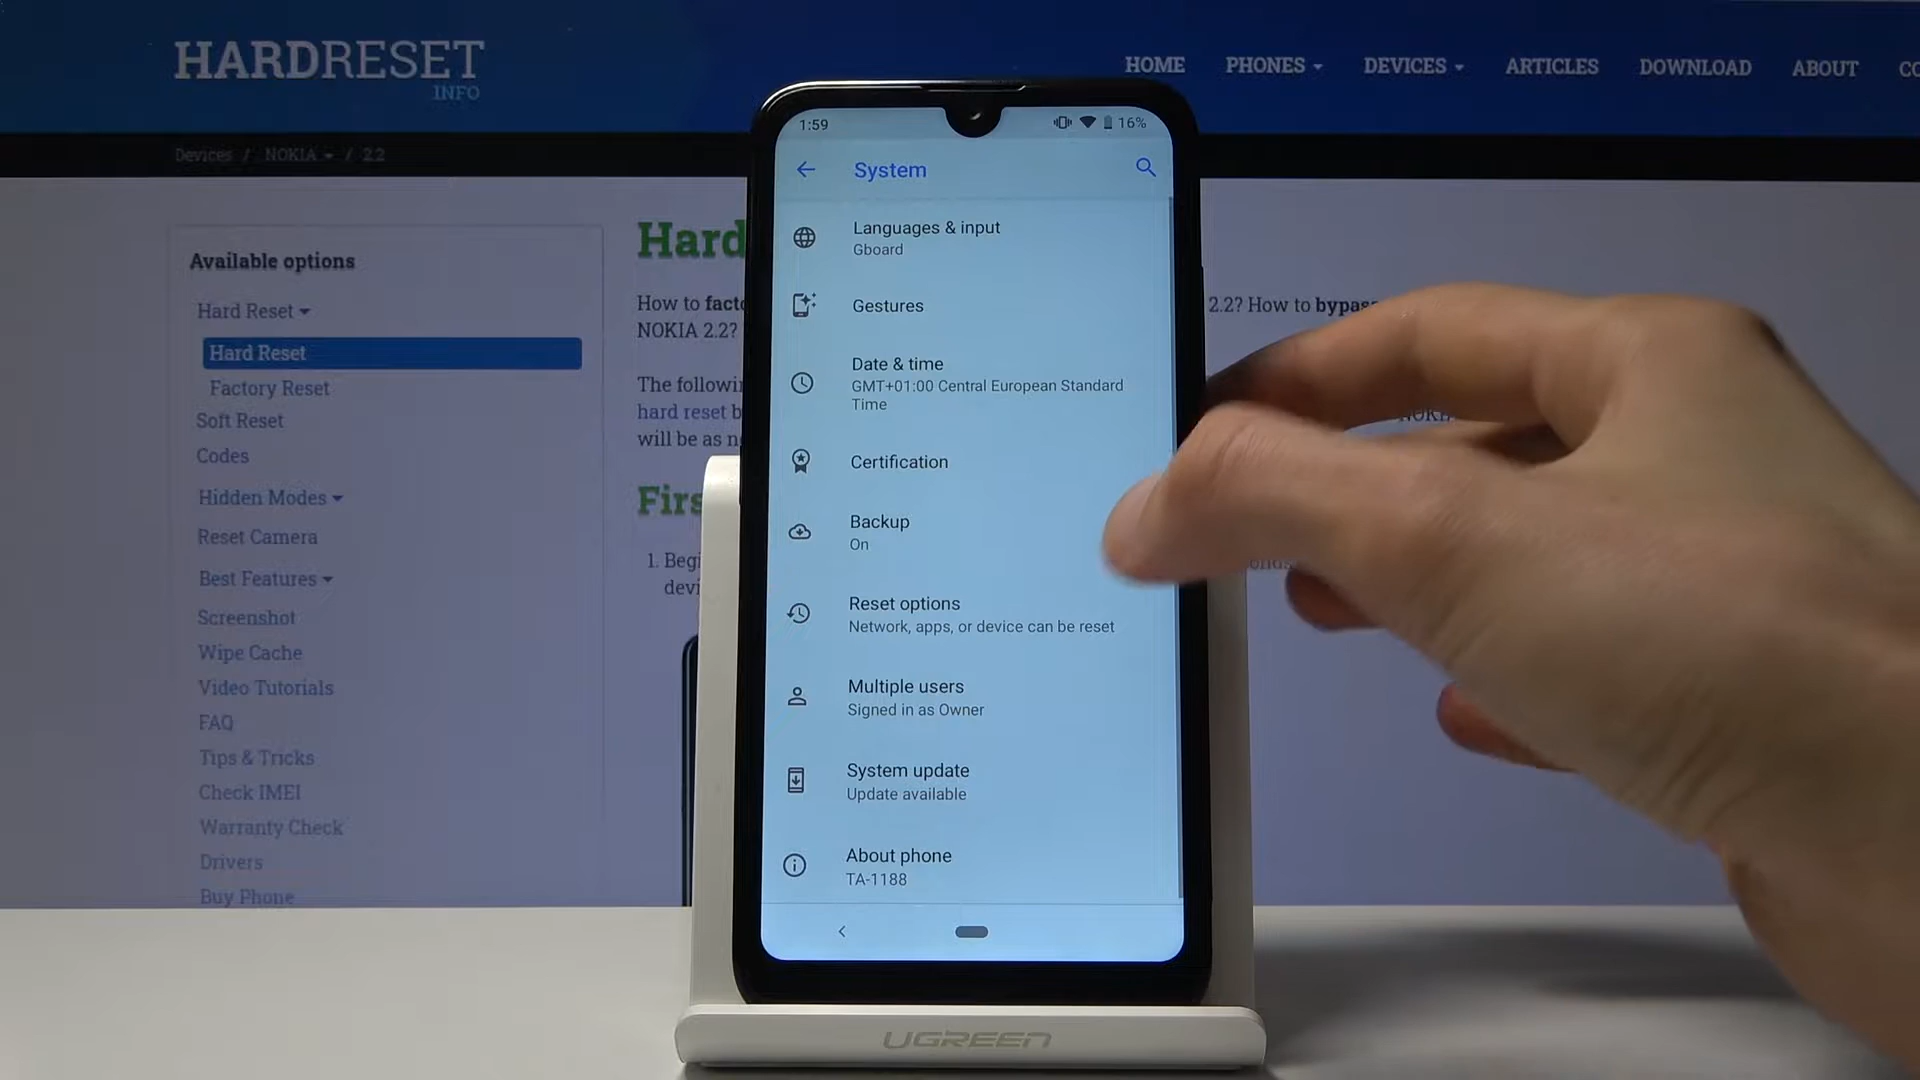 HARDRESET
INFO
HOME PHONES DEVICES ARTICLES DOWNLOAD ABOUT CO
Devices / NOKIA / 2.2
Available options
Hard Reset
Hard Reset
Factory Reset
Soft Reset
Codes
Hidden Modes
Reset Camera
Best Features
Screenshot
Wipe Cache
Video Tutorials
FAQ
Tips & Tricks
Check IMEI
Warranty Check
Drivers
Buy Phone
Hard
How to facto
2.2? How to bypass
NOKIA 2.2?
The followin
hard reset b
will be as n
Firs
1. Begi
devi
1:59
16%
System
Languages & input
Gboard
Gestures
Date & time
GMT+01:00 Central European Standard
Time
Certification
Backup
On
Reset options
Network, apps, or device can be reset
Multiple users
Signed in as Owner
System update
Update available
About phone
TA-1188
UGREEN